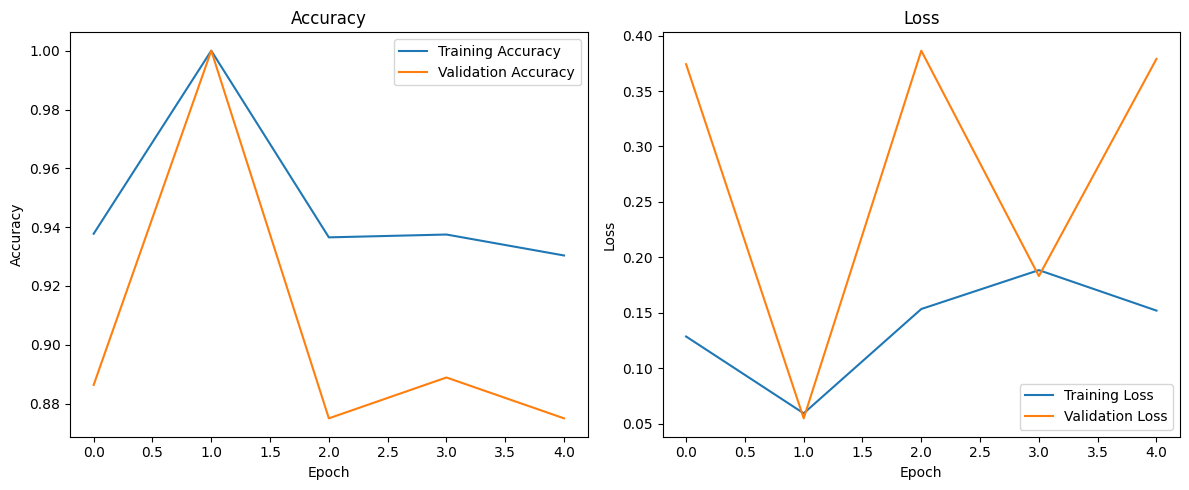 Accuracy
1.00
0.98
0.96
0.94
0.92
0.90
0.88
Accuracy
Training Accuracy
Validation Accuracy
0.0 0.5 1.0 1.5 2.0 2.5 3.0 3.5 4.0
Epoch
Loss
0.40
0.35
0.30
0.25
0.20
0.15
0.10
0.05
Loss
Training Loss
Validation Loss
0.0 0.5 1.0 1.5 2.0 2.5 3.0 3.5 4.0
Epoch